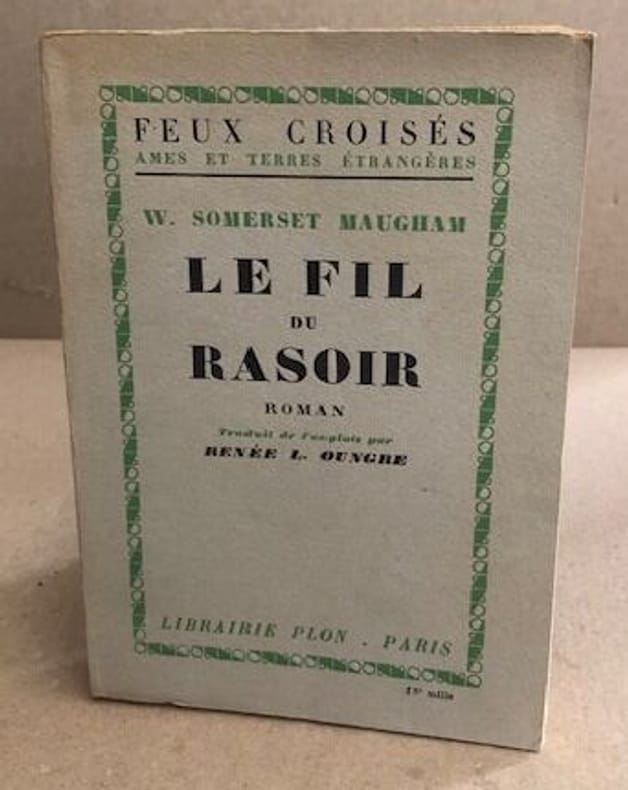 FEUX CROISÉS
AMES ET TERRES ÉTRANGÈRES
W. SOMERSET MAUGHAM
LE FIL
DU
RASOIR
ROMAN
Traduit de l'anglais par
RENÉE L. OUNGRE
LIBRAIRIE PLON - PARIS
mille